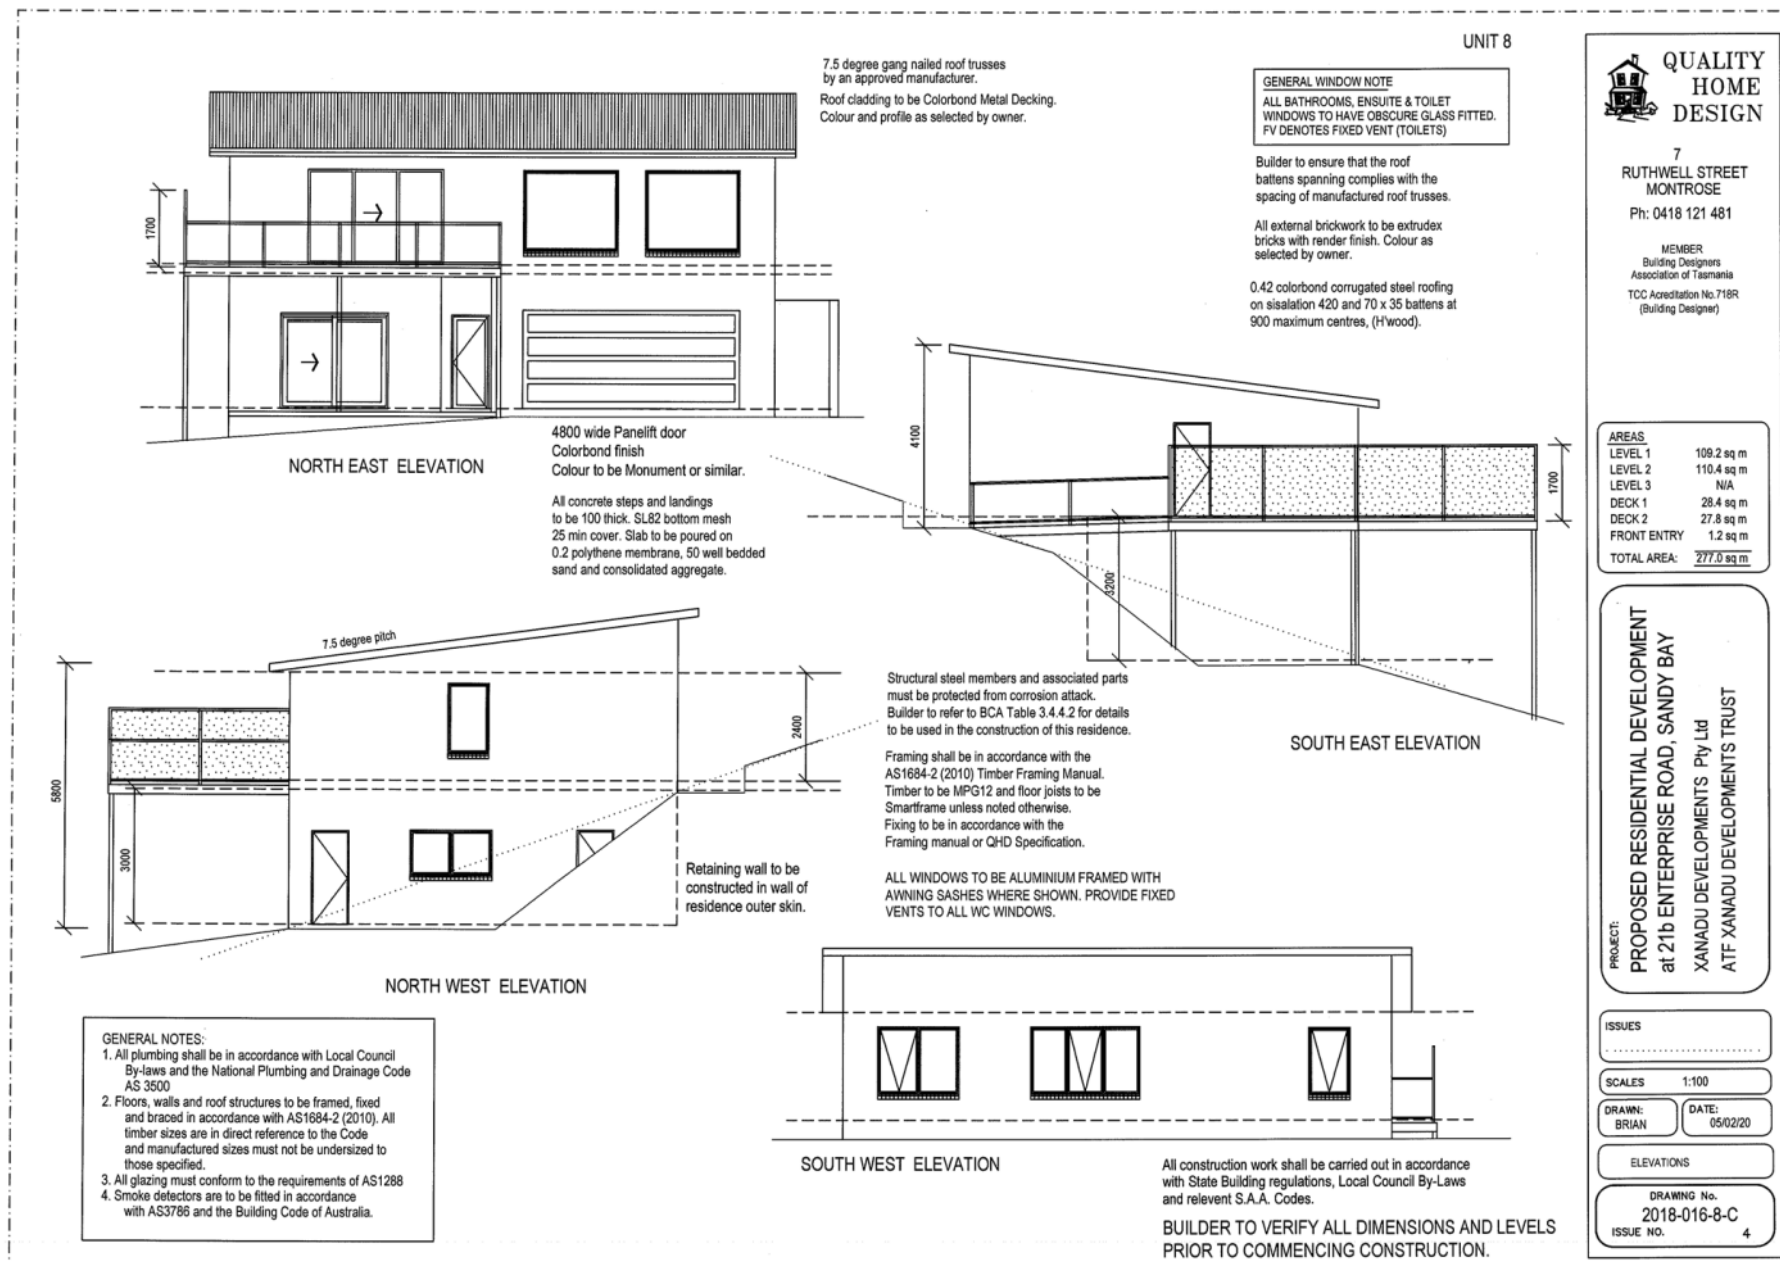 UNIT 8
7.5 degree gang nailed roof trusses
by an approved manufacturer.
Roof cladding to be Colorbond Metal Decking.
Colour and profile as selected by owner.
GENERAL WINDOW NOTE
ALL BATHROOMS, ENSUITE & TOILET
WINDOWS TO HAVE OBSCURE GLASS FITTED.
FV DENOTES FIXED VENT (TOILETS)
Builder to ensure that the roof
battens spanning complies with the
spacing of manufactured roof trusses.
All external brickwork to be extrudex
bricks with render finish. Colour as
selected by owner.
0.42 colorbond corrugated steel roofing
on sisalation 420 and 70 x 35 battens at
900 maximum centres, (H'wood).
1700
NORTH EAST ELEVATION
4800 wide Panelift door
Colorbond finish
Colour to be Monument or similar.
All concrete steps and landings
to be 100 thick. SL82 bottom mesh
25 min cover. Slab to be poured on
0.2 polythene membrane, 50 well bedded
sand and consolidated aggregate.
4100
3200
1700
SOUTH EAST ELEVATION
7.5 degree pitch
5800
3000
2400
Retaining wall to be
constructed in wall of
residence outer skin.
NORTH WEST ELEVATION
Structural steel members and associated parts
must be protected from corrosion attack.
Builder to refer to BCA Table 3.4.4.2 for details
to be used in the construction of this residence.
Framing shall be in accordance with the
AS1684-2 (2010) Timber Framing Manual.
Timber to be MPG12 and floor joists to be
Smartframe unless noted otherwise.
Fixing to be in accordance with the
Framing manual or QHD Specification.
ALL WINDOWS TO BE ALUMINIUM FRAMED WITH
AWNING SASHES WHERE SHOWN. PROVIDE FIXED
VENTS TO ALL WC WINDOWS.
GENERAL NOTES:
1. All plumbing shall be in accordance with Local Council
By-laws and the National Plumbing and Drainage Code
AS 3500
2. Floors, walls and roof structures to be framed, fixed
and braced in accordance with AS1684-2 (2010). All
timber sizes are in direct reference to the Code
and manufactured sizes must not be undersized to
those specified.
3. All glazing must conform to the requirements of AS1288
4. Smoke detectors are to be fitted in accordance
with AS3786 and the Building Code of Australia.
SOUTH WEST ELEVATION
All construction work shall be carried out in accordance
with State Building regulations, Local Council By-Laws
and relevent S.A.A. Codes.
BUILDER TO VERIFY ALL DIMENSIONS AND LEVELS
PRIOR TO COMMENCING CONSTRUCTION.
QUALITY
HOME
DESIGN
7
RUTHWELL STREET
MONTROSE
Ph: 0418 121 481
MEMBER
Building Designers
Association of Tasmania
TCC Acreditation No.718R
(Building Designer)
AREAS
LEVEL 1 109.2 sq m
LEVEL 2 110.4 sq m
LEVEL 3 N/A
DECK 1 28.4 sq m
DECK 2 27.8 sq m
FRONT ENTRY 1.2 sq m
TOTAL AREA: 277.0 sq m
PROJECT:
PROPOSED RESIDENTIAL DEVELOPMENT
at 21b ENTERPRISE ROAD, SANDY BAY
XANADU DEVELOPMENTS Pty Ltd
ATF XANADU DEVELOPMENTS TRUST
ISSUES
SCALES 1:100
DRAWN:
BRIAN
DATE:
05/02/20
ELEVATIONS
DRAWING No.
2018-016-8-C
ISSUE NO. 4